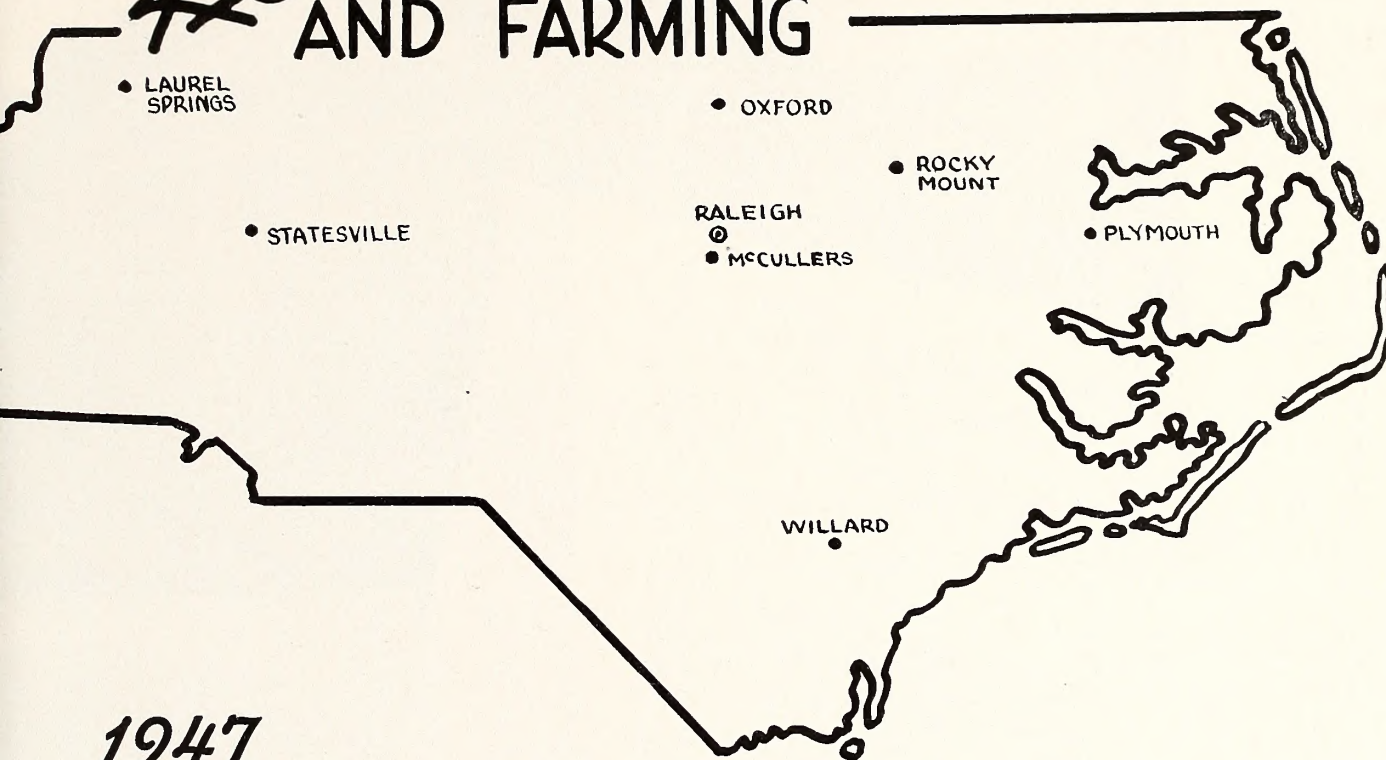 AND FARMING
LAUREL
SPRINGS
OXFORD
ROCKY
MOUNT
RALEIGH
STATESVILLE
PLYMOUTH
McCULLERS
WILLARD
1947